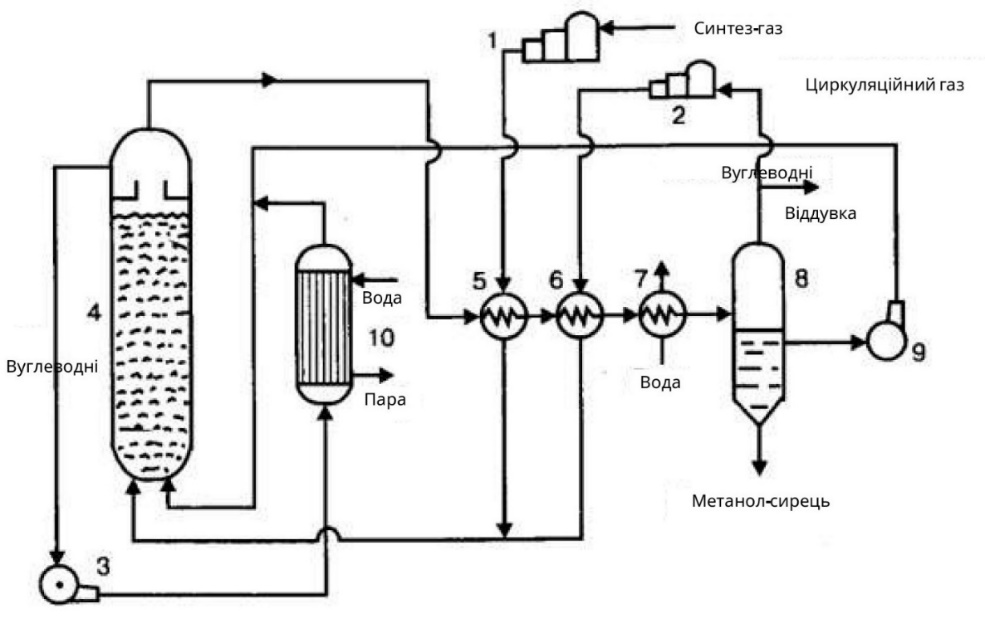 Синтез-газ
1
Циркуляційний газ
2
Вуглеводні
Віддувка
5
6
7
8
Вода
4
10
9
Вуглеводні
Вода
Пара
Метанол-сирець
3